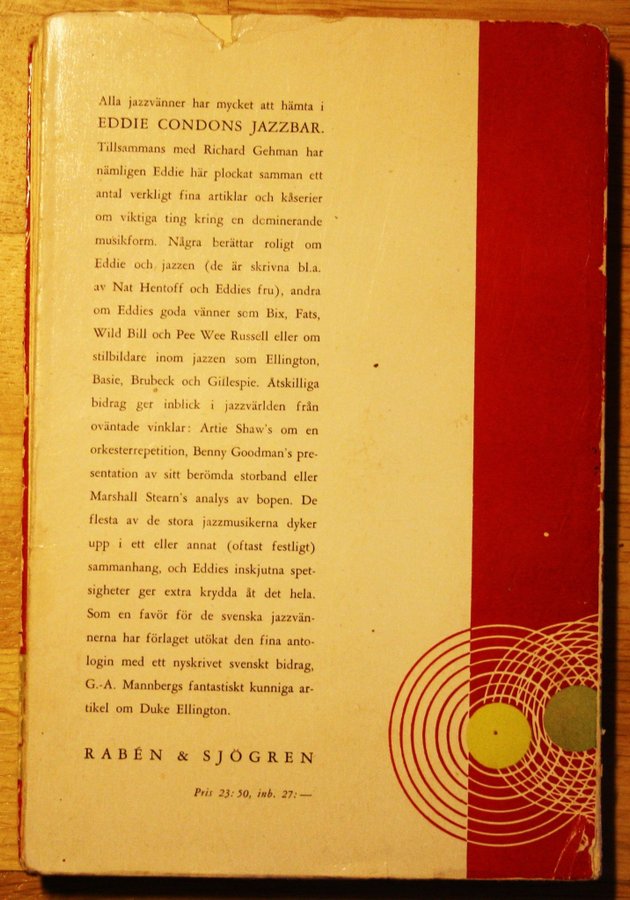 Alla jazzvänner har mycket att hämta i
EDDIE CONDONS JAZZBAR.
Tillsammans med Richard Gehman har
nämligen Eddie här plockat samman ett
antal verkligt fina artiklar och kåserier
om viktiga ting kring en dominerande
musikform. Några berättar roligt om
Eddie och jazzen (de är skrivna bl.a.
av Nat Hentoff och Eddies fru), andra
om Eddies goda vänner som Bix, Fats,
Wild Bill och Pee Wee Russell eller om
stilbildare inom jazzen som Ellington,
Basie, Brubeck och Gillespie. Åtskilliga
bidrag ger inblick i jazzvärlden från
oväntade vinklar: Artie Shaw's om en
orkesterrepetition, Benny Goodman's pre-
sentation av sitt berömda storband eller
Marshall Stearn's analys av bopen. De
flesta av de stora jazzmusikerna dyker
upp i ett eller annat (oftast festligt)
sammanhang, och Eddies inskjutna spet-
sigheter ger extra krydda åt det hela.
Som en favör för de svenska jazzvän-
nerna har förlaget utökat den fina anto-
login med ett nyskrivet svenskt bidrag,
G.-A. Mannbergs fantastiskt kunniga ar-
tikel om Duke Ellington.
RABÉN & SJÖGREN
Pris 23: 50, inb. 27: —